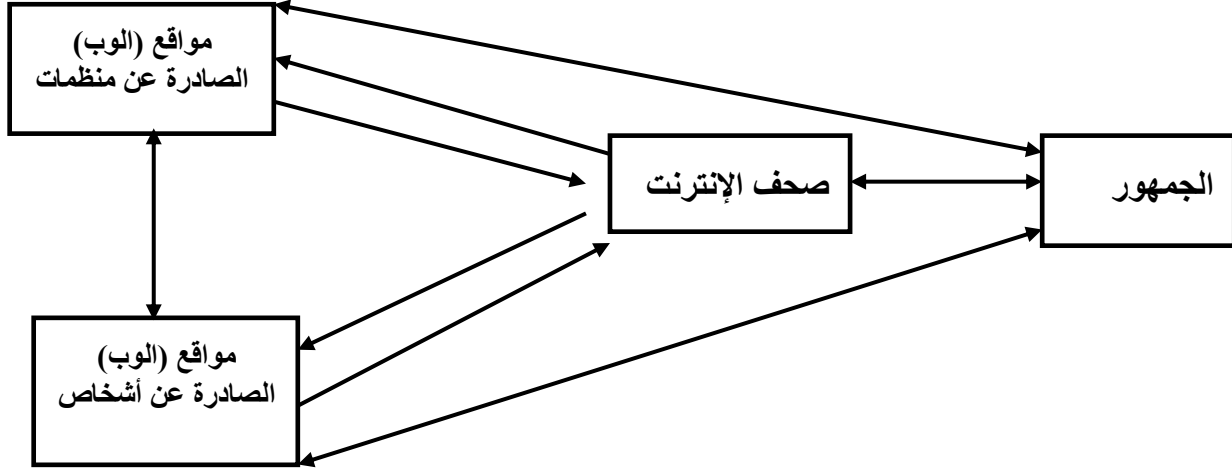 مواقع (الوب)
الصادرة عن منظمات
صحف الإنترنت
الجمهور
مواقع (الوب)
الصادرة عن أشخاص